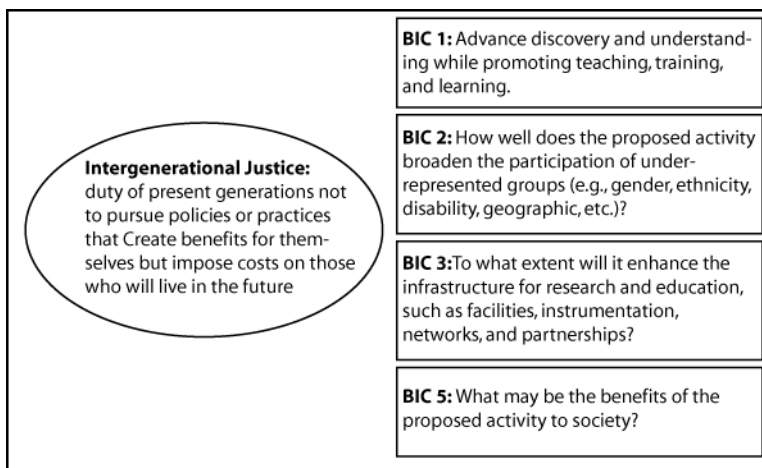 Intergenerational Justice:
duty of present generations not
to pursue policies or practices
that Create benefits for them-
selves but impose costs on those
who will live in the future
BIC 1: Advance discovery and understand-
ing while promoting teaching, training,
and learning.
BIC 2: How well does the proposed activity
broaden the participation of under-
represented groups (e.g., gender, ethnicity,
disability, geographic, etc.)?
BIC 3:To what extent will it enhance the
infrastructure for research and education,
such as facilities, instrumentation,
networks, and partnerships?
BIC 5: What may be the benefits of the
proposed activity to society?